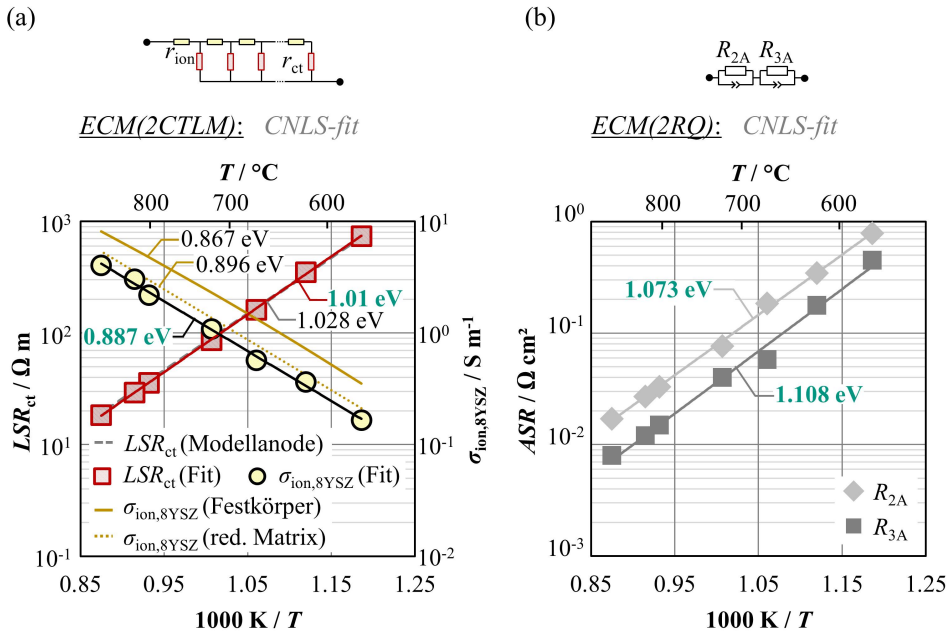 (a)
r_ion
r_ct
ECM(2CTLM): CNLS-fit
T / °C
800 700 600
10^3
10^2
10^1
10^0
10^-1
LSR_ct / Ω m
10^1
10^0
10^-1
10^-2
σ_ion,8YSZ / S m^-1
0.867 eV
0.896 eV
1.01 eV
1.028 eV
0.887 eV
LSR_ct (Modellanode)
LSR_ct (Fit) σ_ion,8YSZ (Fit)
σ_ion,8YSZ (Festkörper)
σ_ion,8YSZ (red. Matrix)
0.85 0.95 1.05 1.15 1.25
1000 K / T
(b)
R_2A R_3A
ECM(2RQ): CNLS-fit
T / °C
800 700 600
10^0
10^-1
10^-2
10^-3
ASR / Ω cm²
1.073 eV
1.108 eV
R_2A
R_3A
0.85 0.95 1.05 1.15 1.25
1000 K / T